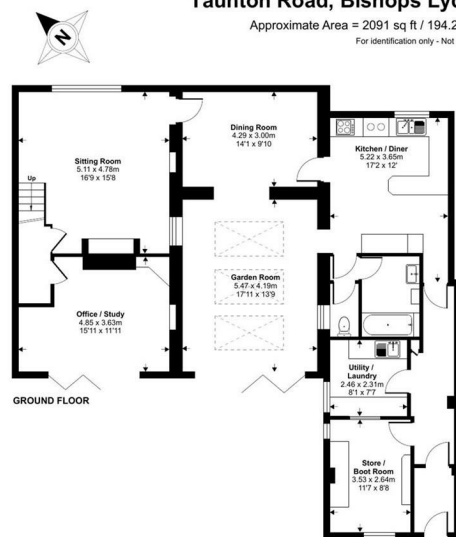 Taunton Road, Bishops
Approximate Area = 2091 sq ft / 194.2
For identification only - Not
N
Dining Room
4.29 x 3.00m
14'1 x 9'10
Kitchen / Diner
5.22 x 3.65m
17'2 x 12'
Sitting Room
5.11 x 4.78m
16'9 x 15'8
Up
Garden Room
5.47 x 4.19m
17'11 x 13'9
Office / Study
4.85 x 3.63m
15'11 x 11'11
Utility /
Laundry
2.46 x 2.31m
8'1 x 7'7
GROUND FLOOR
Store /
Boot Room
3.53 x 2.64m
11'7 x 8'8